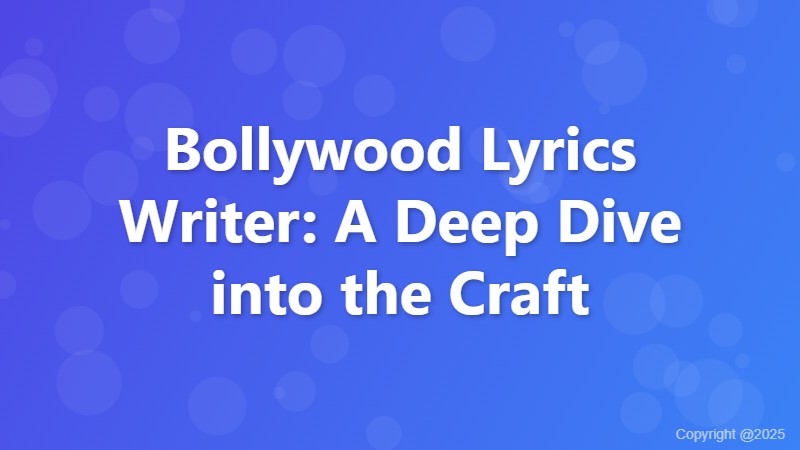 Bollywood Lyrics
Writer: A Deep Dive
into the Craft
Copyright @2025